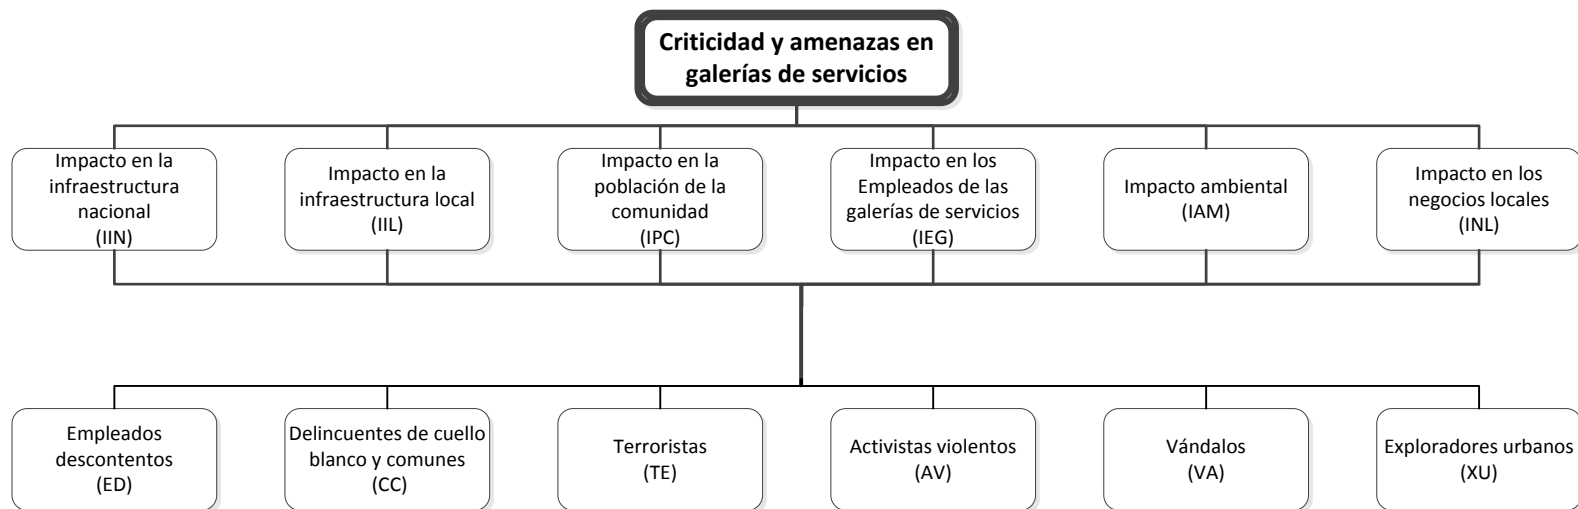 Criticidad y amenazas en
galerías de servicios
Impacto en la
infraestructura
nacional
(IIN)
Impacto en la
infraestructura local
(IIL)
Impacto en la
población de la
comunidad
(IPC)
Impacto en los
Empleados de las
galerías de servicios
(IEG)
Impacto ambiental
(IAM)
Impacto en los
negocios locales
(INL)
Empleados
descontentos
(ED)
Delincuentes de cuello
blanco y comunes
(CC)
Terroristas
(TE)
Activistas violentos
(AV)
Vándalos
(VA)
Exploradores urbanos
(XU)